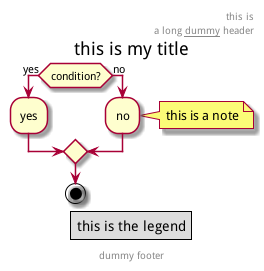 this is
a long dummy header
this is my title
yes
condition?
no
yes
no
this is a note
this is the legend
dummy footer